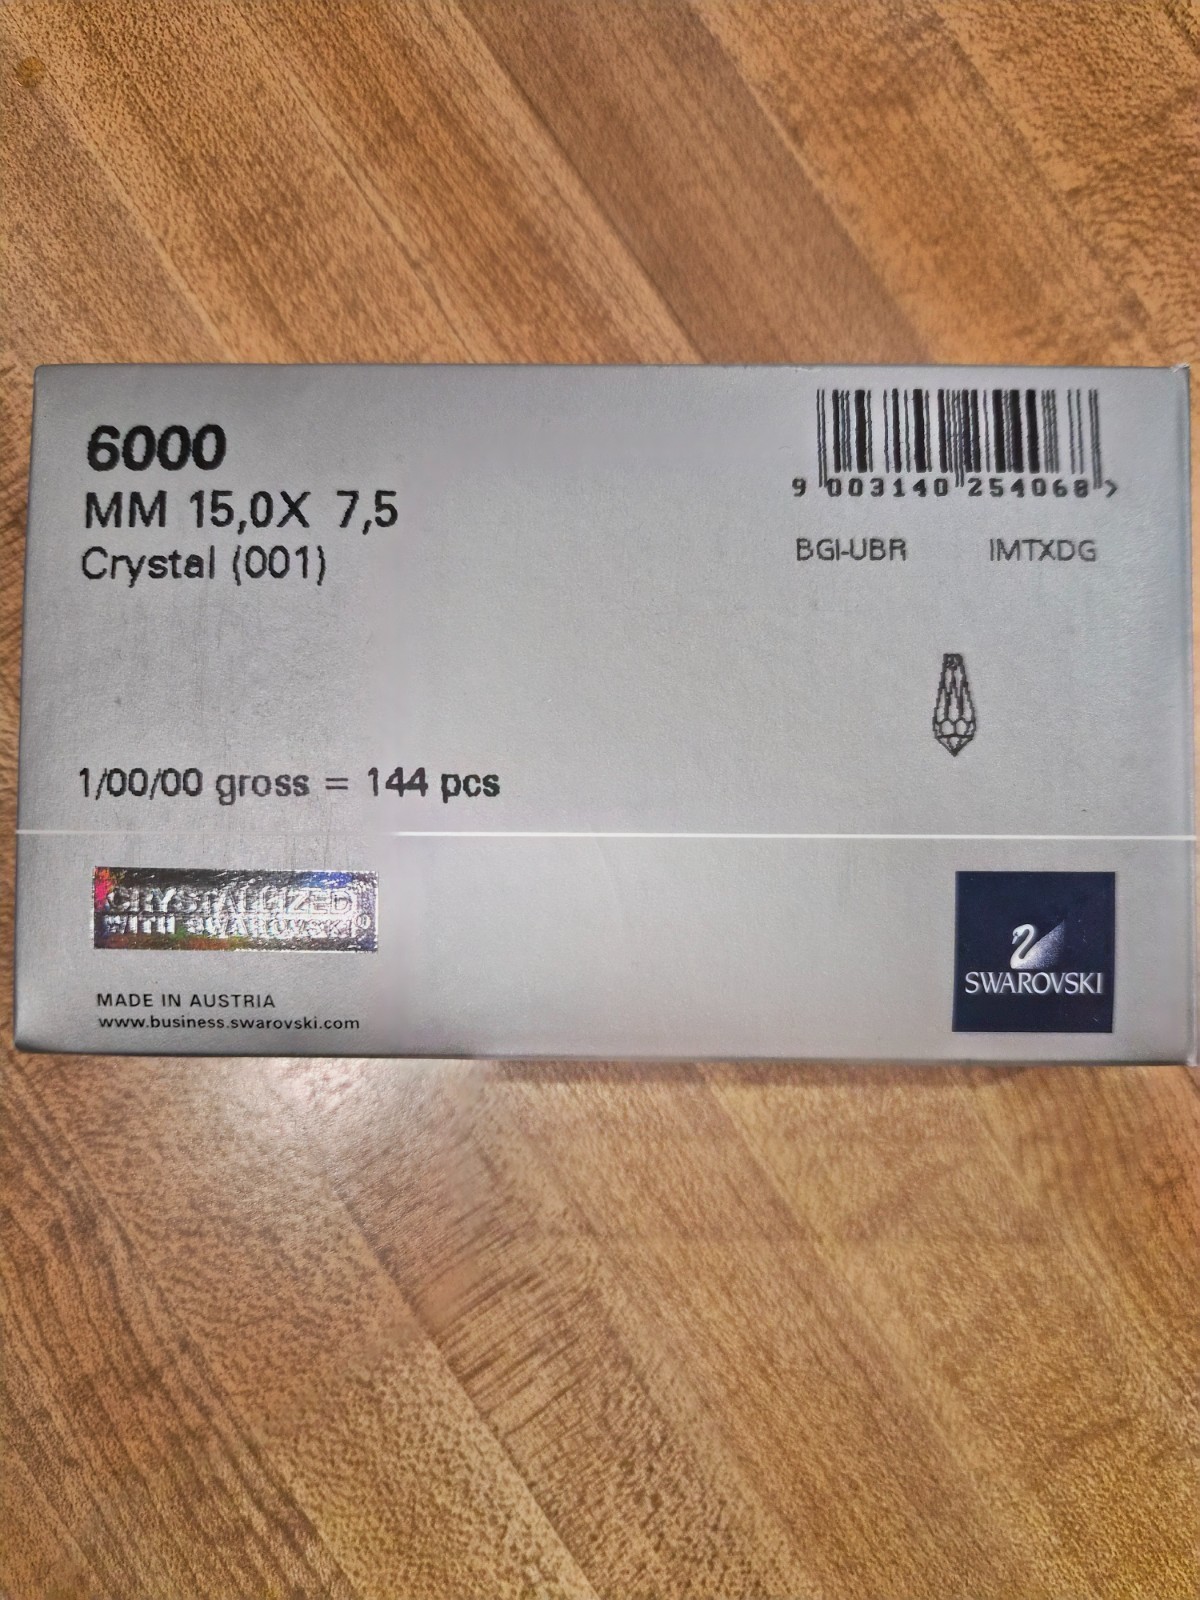 6000
MM 15,0X 7,5
Crystal (001)
9 003140 254068 >
BGI-UBR IMTXDG
1/00/00 gross = 144 pcs
CRYSTALLIZED
WITH SWAROVSKI®
MADE IN AUSTRIA
www.business.swarovski.com
SWAROVSKI